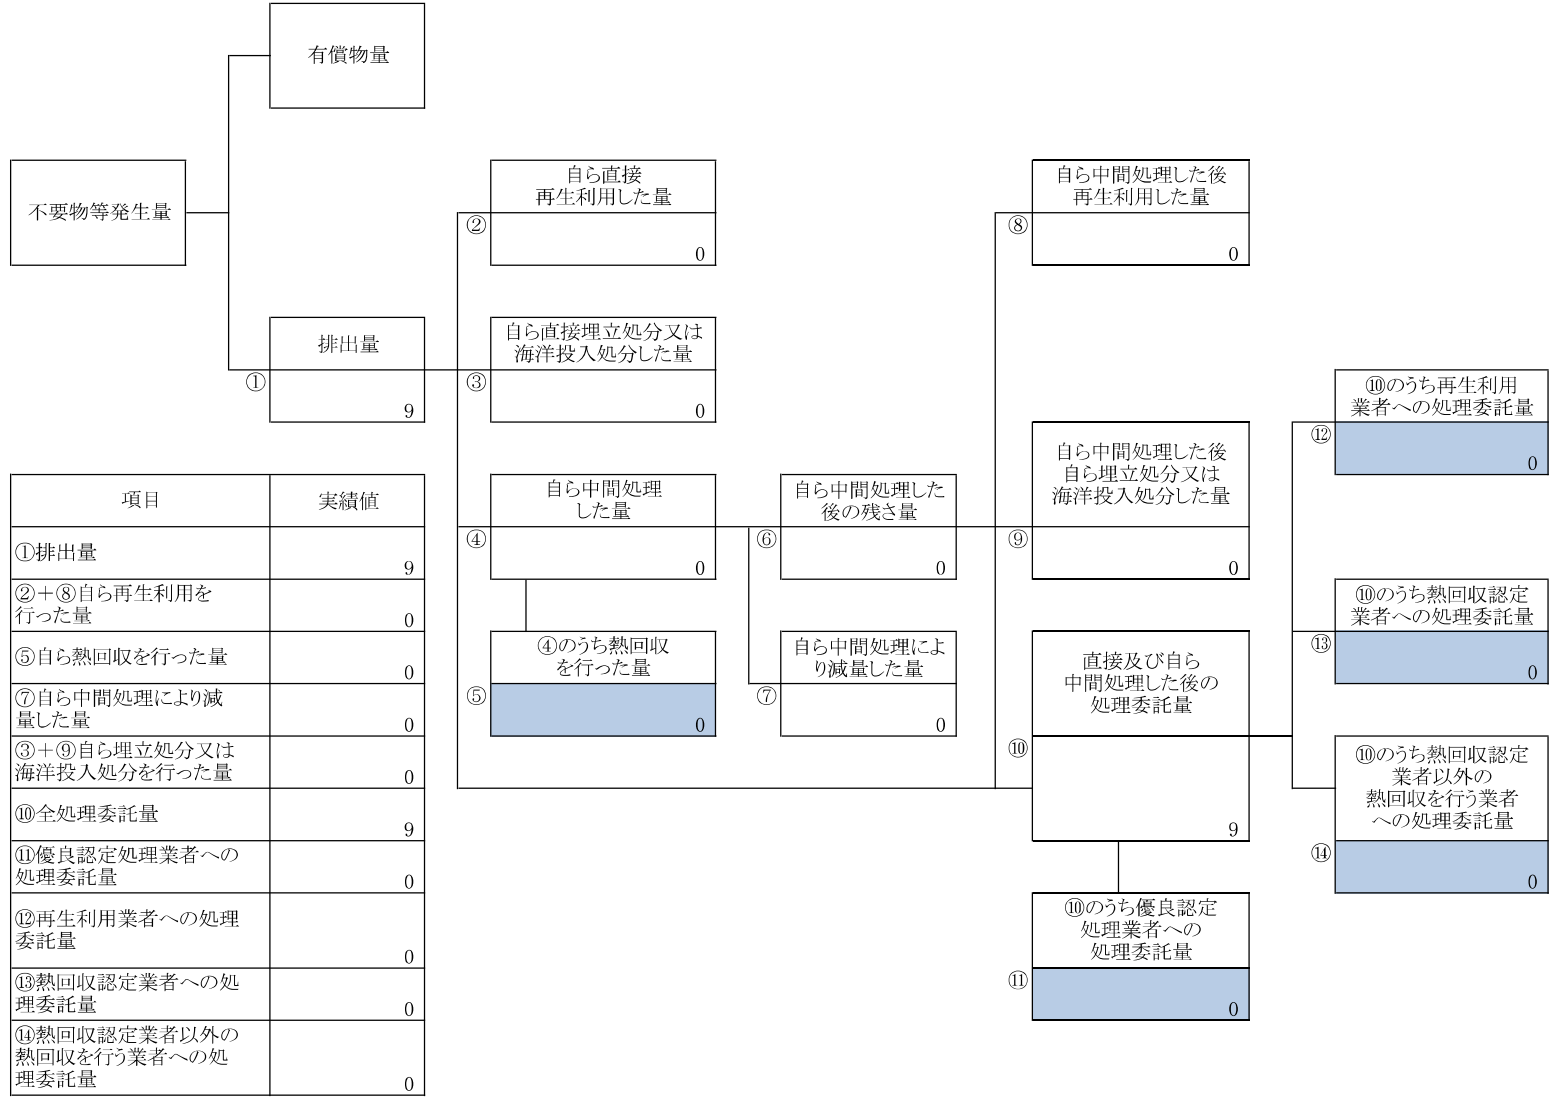 有償物量
不要物等発生量
排出量
①
9
自ら直接
再生利用した量
②
0
自ら直接埋立処分又は
海洋投入処分した量
③
0
自ら中間処理
した量
④
0
④のうち熱回収
を行った量
⑤
0
自ら中間処理した
後の残さ量
⑥
0
自ら中間処理によ
り減量した量
⑦
0
自ら中間処理した後
再生利用した量
⑧
0
自ら中間処理した後
自ら埋立処分又は
海洋投入処分した量
⑨
0
直接及び自ら
中間処理した後の
処理委託量
⑩
9
⑩のうち優良認定
処理業者への
処理委託量
⑪
0
⑩のうち再生利用
業者への処理委託量
⑫
0
⑩のうち熱回収認定
業者への処理委託量
⑬
0
⑩のうち熱回収認定
業者以外の
熱回収を行う業者
への処理委託量
⑭
0
項目 実績値
①排出量
9
②＋⑧自ら再生利用を
行った量
0
⑤自ら熱回収を行った量
0
⑦自ら中間処理により減
量した量
0
③＋⑨自ら埋立処分又は
海洋投入処分を行った量
0
⑩全処理委託量
9
⑪優良認定処理業者への
処理委託量
0
⑫再生利用業者への処理
委託量
0
⑬熱回収認定業者への処
理委託量
0
⑭熱回収認定業者以外の
熱回収を行う業者への処
理委託量
0